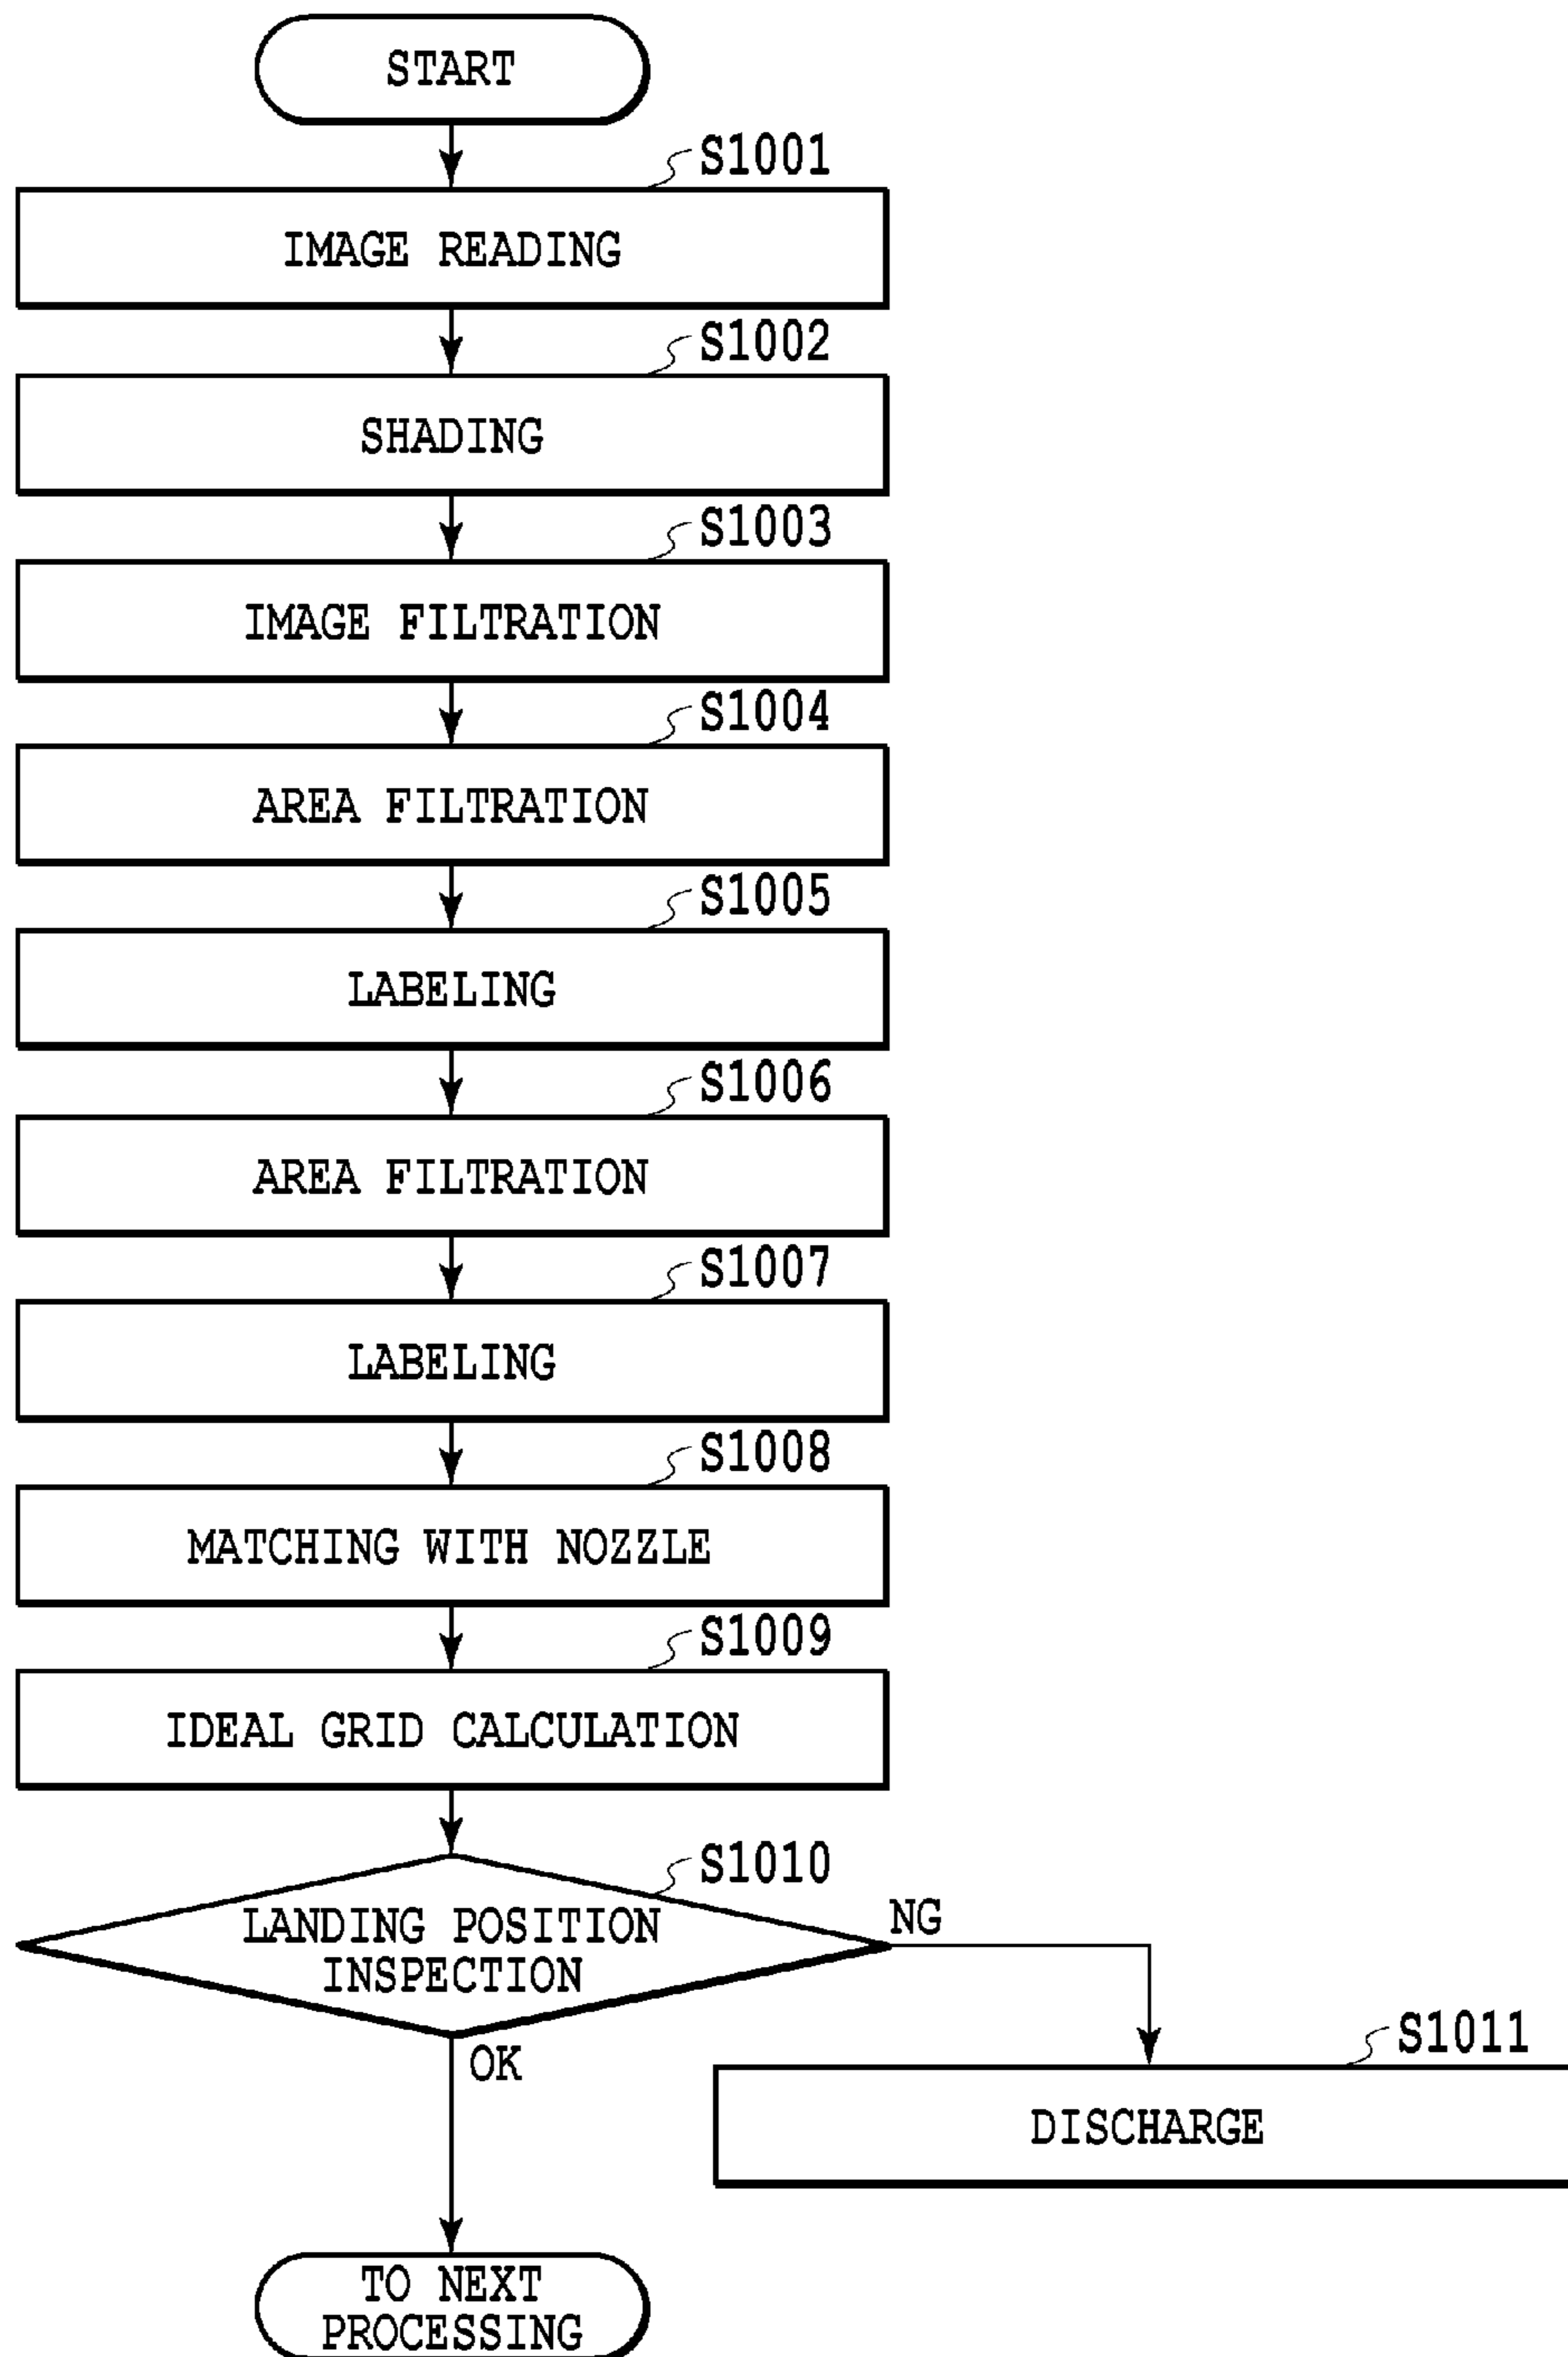 START
S1001
IMAGE READING
S1002
SHADING
S1003
IMAGE FILTRATION
S1004
AREA FILTRATION
S1005
LABELING
S1006
AREA FILTRATION
S1007
LABELING
S1008
MATCHING WITH NOZZLE
S1009
IDEAL GRID CALCULATION
S1010
LANDING POSITION
INSPECTION
NG
OK
S1011
DISCHARGE
TO NEXT
PROCESSING